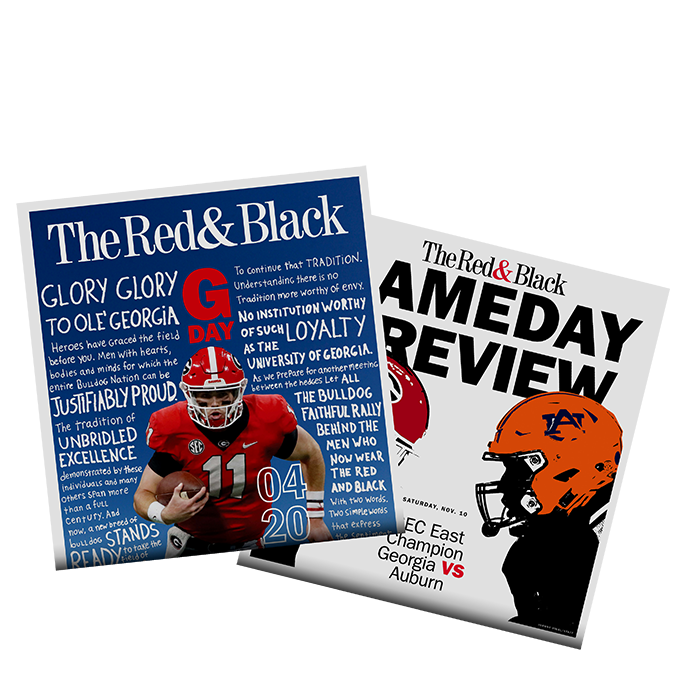 The Red & Black
G
DAY
GLORY GLORY
TO OLE' GEORGIA
Heroes have Graced the field
before you. Men with hearts,
bodies and minds for which the
entire Bulldog Nation can be
JUSTIFIABLY PROUD.
The tradition of
UNBRIDLED
EXCELLENCE
demonstrated by these
individuals and many
others span more
than a full
Century. And
now, a new breed of
bulldog STANDS
READY to take the
field of
To Continue that TRADITION.
Understanding there is no
Tradition more worthy of envy.
NO INSTITUTION WORTHY
OF SUCH LOYALTY
AS THE
UNIVERSITY OF GEORGIA.
As we Prepare for another meeting
between the hedges Let ALL
THE BULLDOG
FAITHFUL RALLY
BEHIND THE
MEN WHO
NOW WEAR
THE RED
AND BLACK
With two words.
Two Simple words
that express
SEC
11
G
04
20
The Red & Black
AMEDAY
REVIEW
AU
SATURDAY, NOV. 10
EC East
Champion
Georgia VS
Auburn